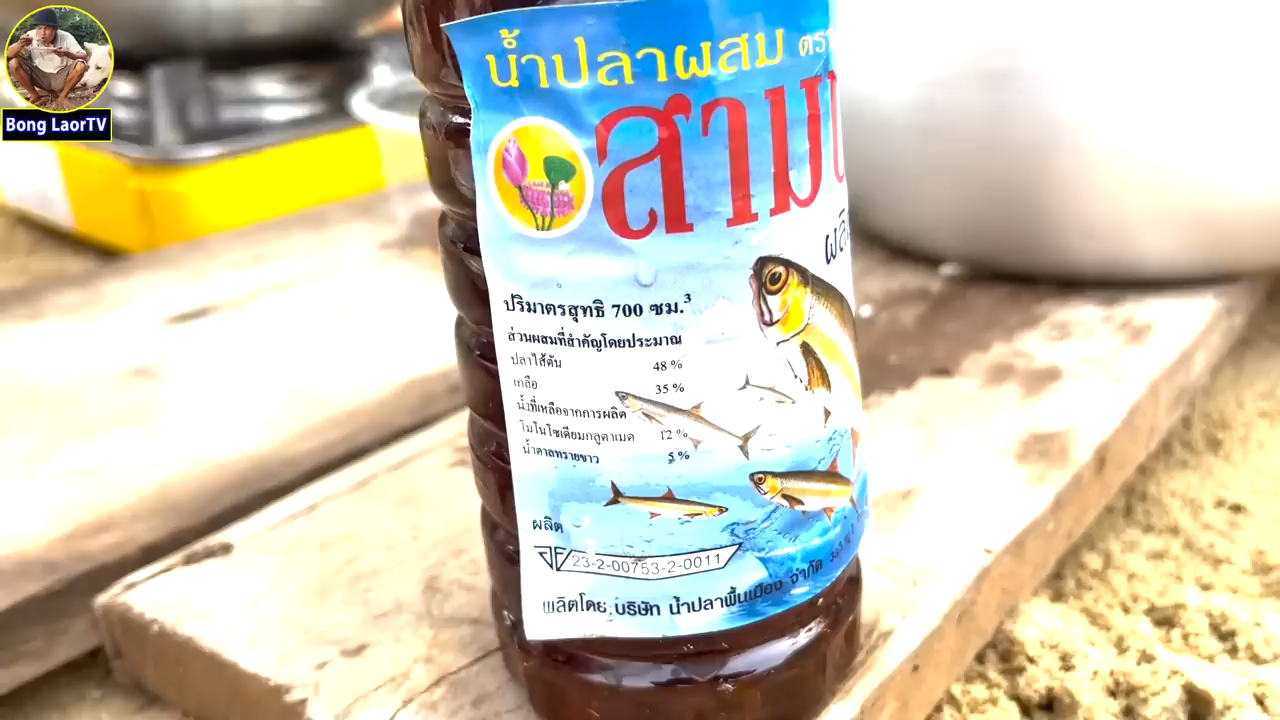 Bong LaorTV
น้ำปลาผสม ตรา
สาม
ปริมาตรสุทธิ 700 ซม.³
ส่วนผสมที่สำคัญโดยประมาณ
ปลาไส้ตัน 48 %
เกลือ 35 %
น้ำที่เหลือจากการผลิต
โมโนโซเดียมกลูตาเมต 12 %
น้ำตาลทรายขาว 5 %
ผลิต
23-2-00753-2-0011
ผลิตโดย บริษัท น้ำปลาพื้นเมือง จำกัด